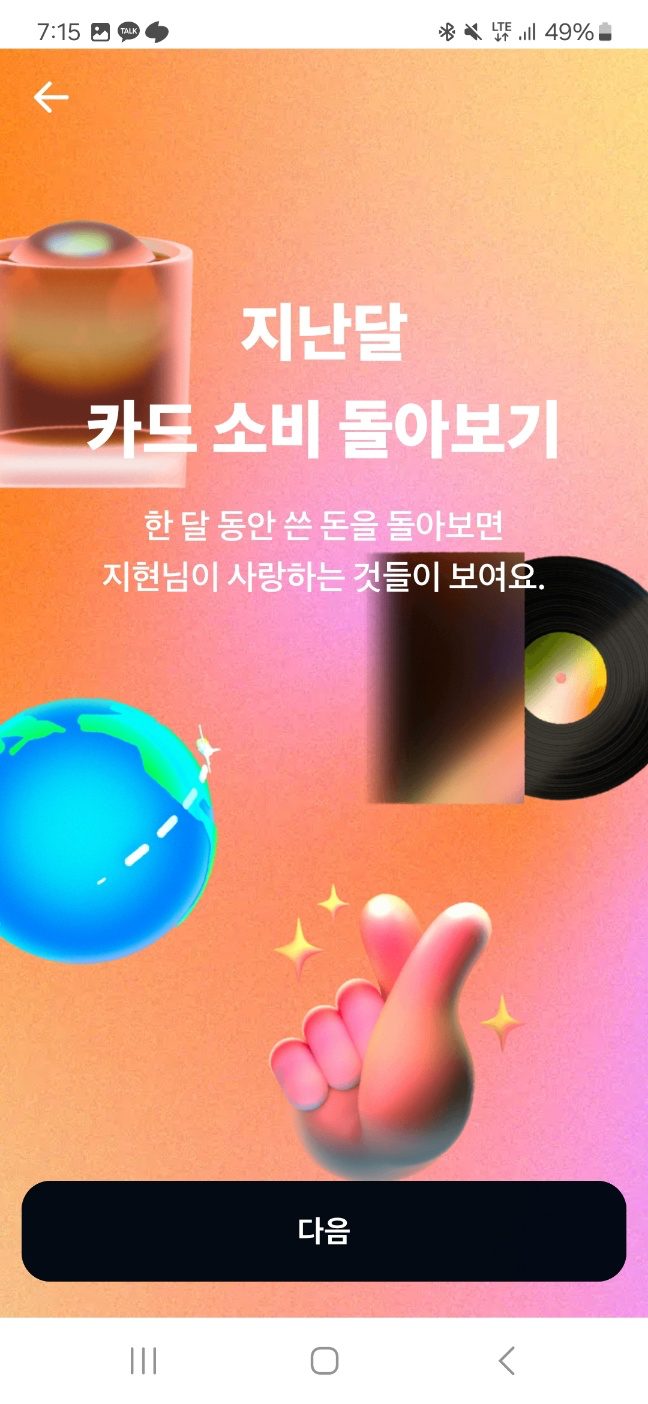 7:15 TALK LTE 49%
지난달
카드 소비 돌아보기
한 달 동안 쓴 돈을 돌아보면
지현님이 사랑하는 것들이 보여요.
다음